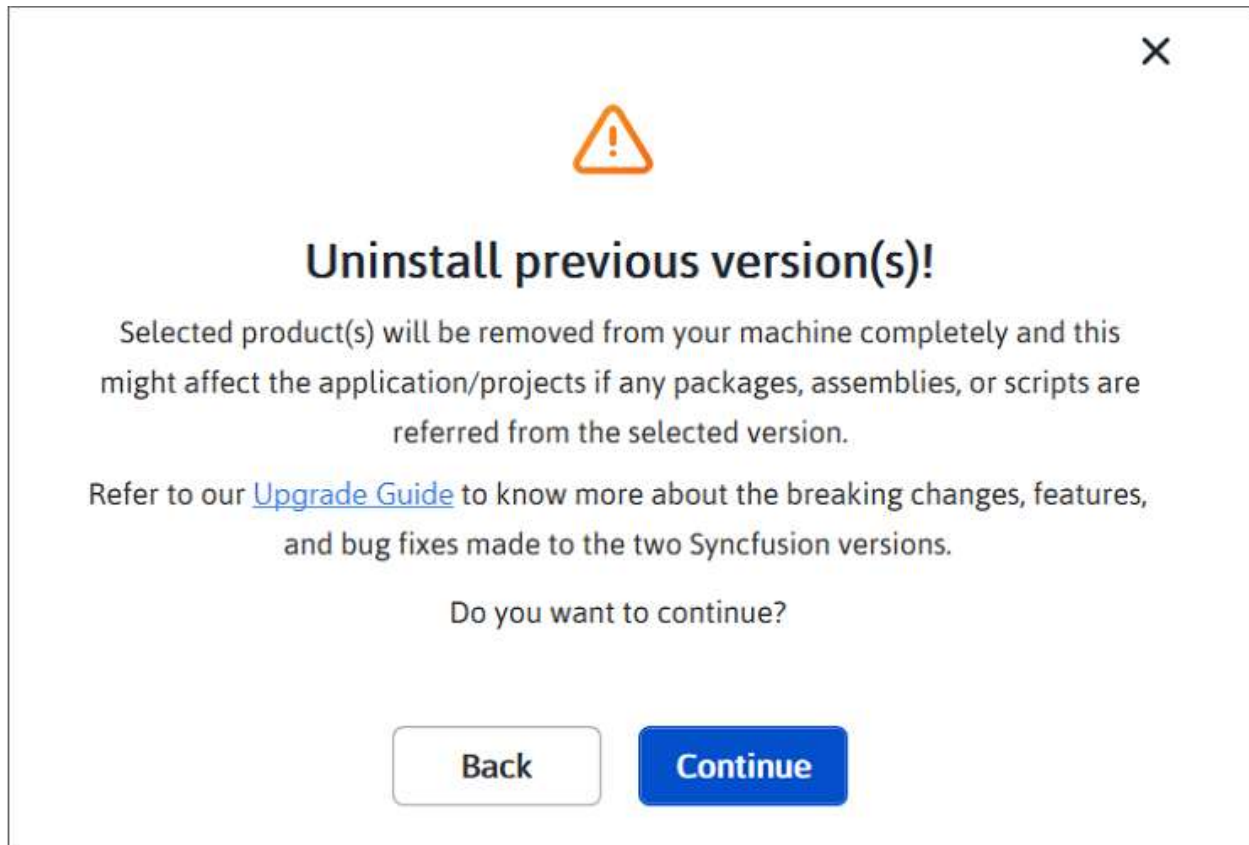 Uninstall previous version(s)!
Selected product(s) will be removed from your machine completely and this
might affect the application/projects if any packages, assemblies, or scripts are
referred from the selected version.
Refer to our Upgrade Guide to know more about the breaking changes, features,
and bug fixes made to the two Syncfusion versions.
Do you want to continue?
Back
Continue